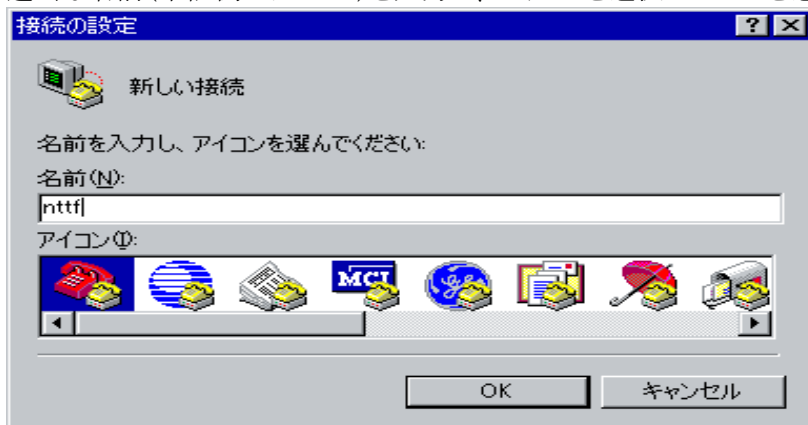 接続の設定
新しい接続
名前を入力し、アイコンを選んでください:
名前(N):
nttf
アイコン(I):
MCI
OK
キャンセル